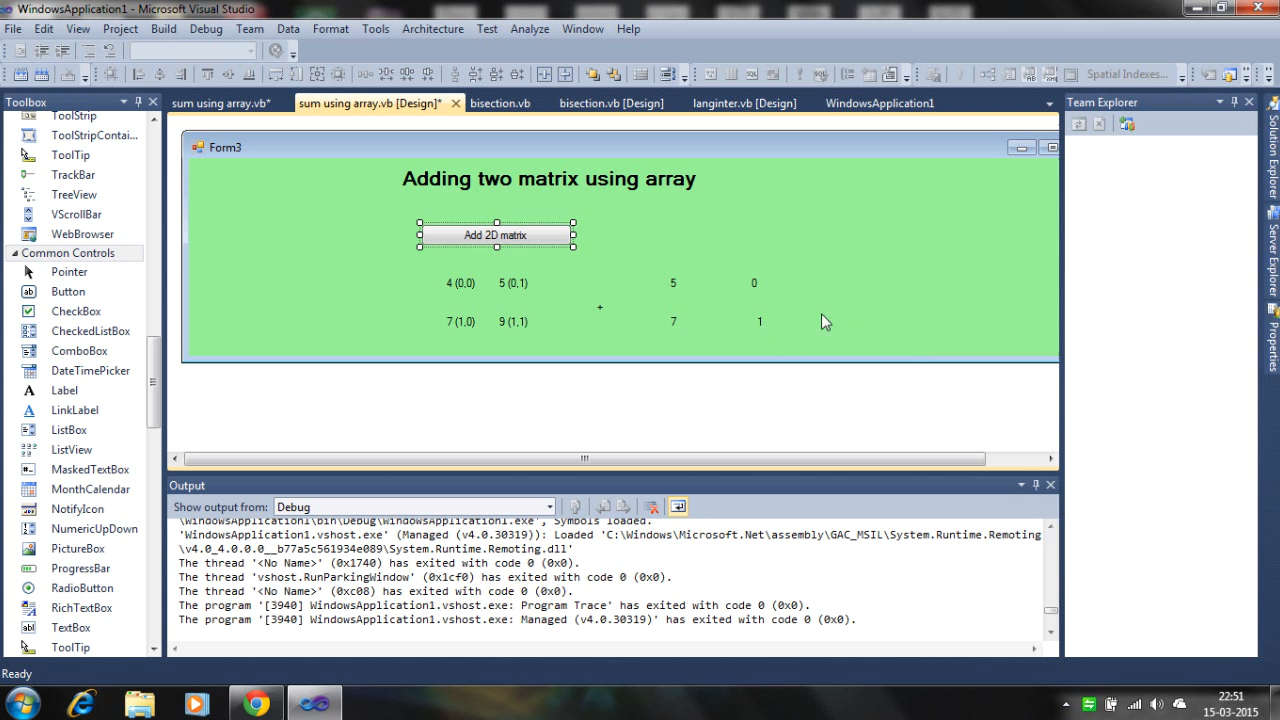 WindowsApplication1 - Microsoft Visual Studio
File Edit View Project Build Debug Team Data Format Tools Architecture Test Analyze Window Help
Spatial Indexes
Toolbox
sum using array.vb* sum using array.vb [Design]* bisection.vb bisection.vb [Design] langinter.vb [Design] WindowsApplication1
Team Explorer
ToolStrip
ToolStripContai...
ToolTip
TrackBar
TreeView
VScrollBar
WebBrowser
Common Controls
Pointer
Button
CheckBox
CheckedListBox
ComboBox
DateTimePicker
Label
LinkLabel
ListBox
ListView
MaskedTextBox
MonthCalendar
NotifyIcon
NumericUpDown
PictureBox
ProgressBar
RadioButton
RichTextBox
TextBox
ToolTip
Form3
Adding two matrix using array
Add 2D matrix
4 (0,0) 5 (0,1) 5 0
+
7 (1,0) 9 (1,1) 7 1
Solution Explorer
Server Explorer
Properties
Output
Show output from: Debug
\WindowsApplication1\bin\Debug\WindowsApplication1.exe', Symbols loaded.
'WindowsApplication1.vshost.exe' (Managed (v4.0.30319)): Loaded 'C:\Windows\Microsoft.Net\assembly\GAC_MSIL\System.Runtime.Remoting
\v4.0_4.0.0.0__b77a5c561934e089\System.Runtime.Remoting.dll'
The thread '<No Name>' (0x1740) has exited with code 0 (0x0).
The thread 'vshost.RunParkingWindow' (0x1cf0) has exited with code 0 (0x0).
The thread '<No Name>' (0xc08) has exited with code 0 (0x0).
The program '[3940] WindowsApplication1.vshost.exe: Program Trace' has exited with code 0 (0x0).
The program '[3940] WindowsApplication1.vshost.exe: Managed (v4.0.30319)' has exited with code 0 (0x0).
Ready
22:51
15-03-2015